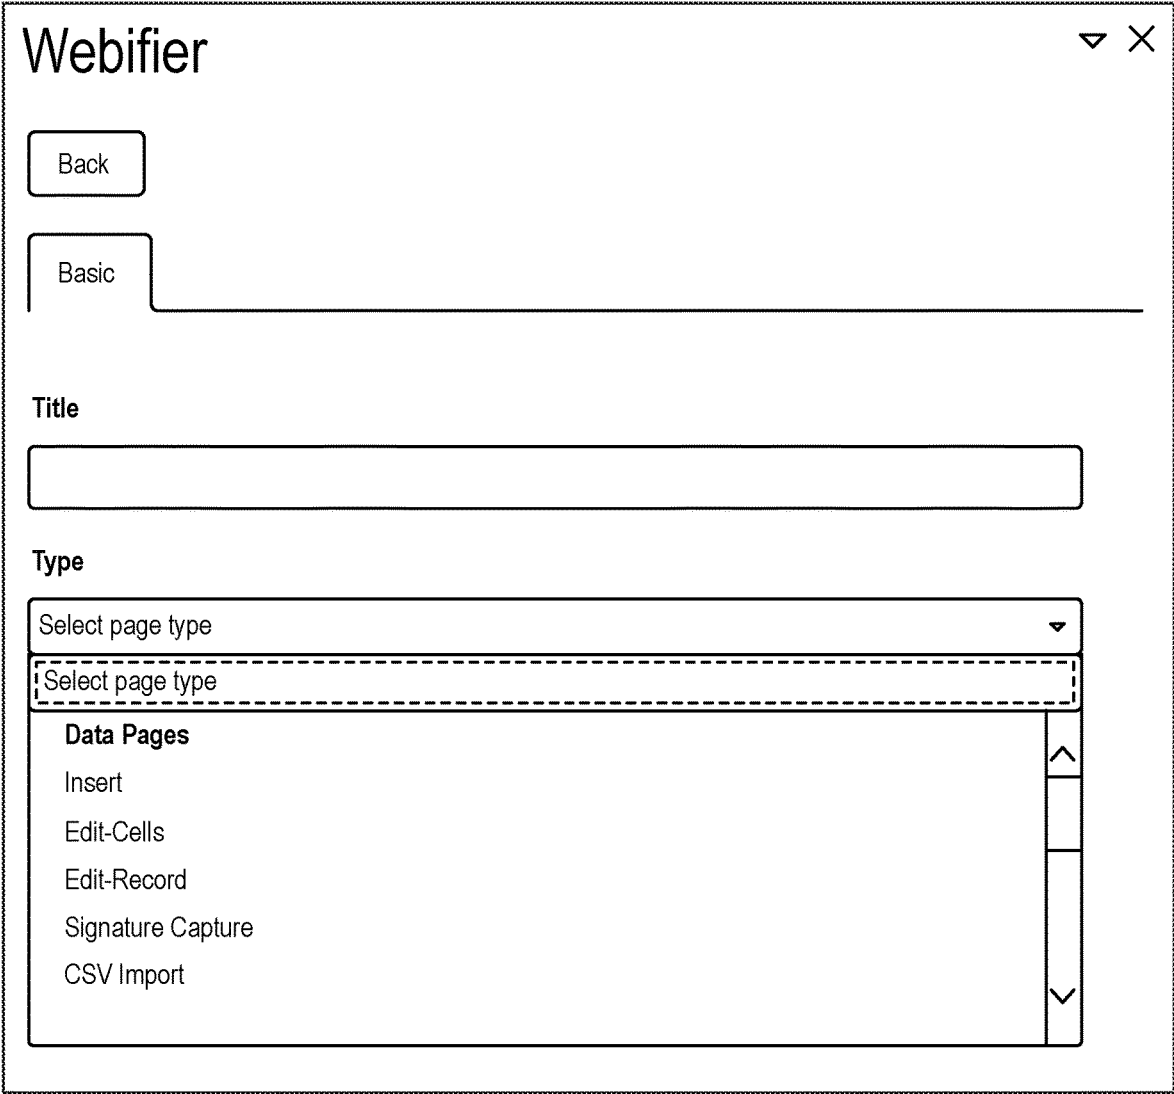 Webifier
Back
Basic
Title
Type
Select page type
Select page type
Data Pages
Insert
Edit-Cells
Edit-Record
Signature Capture
CSV Import